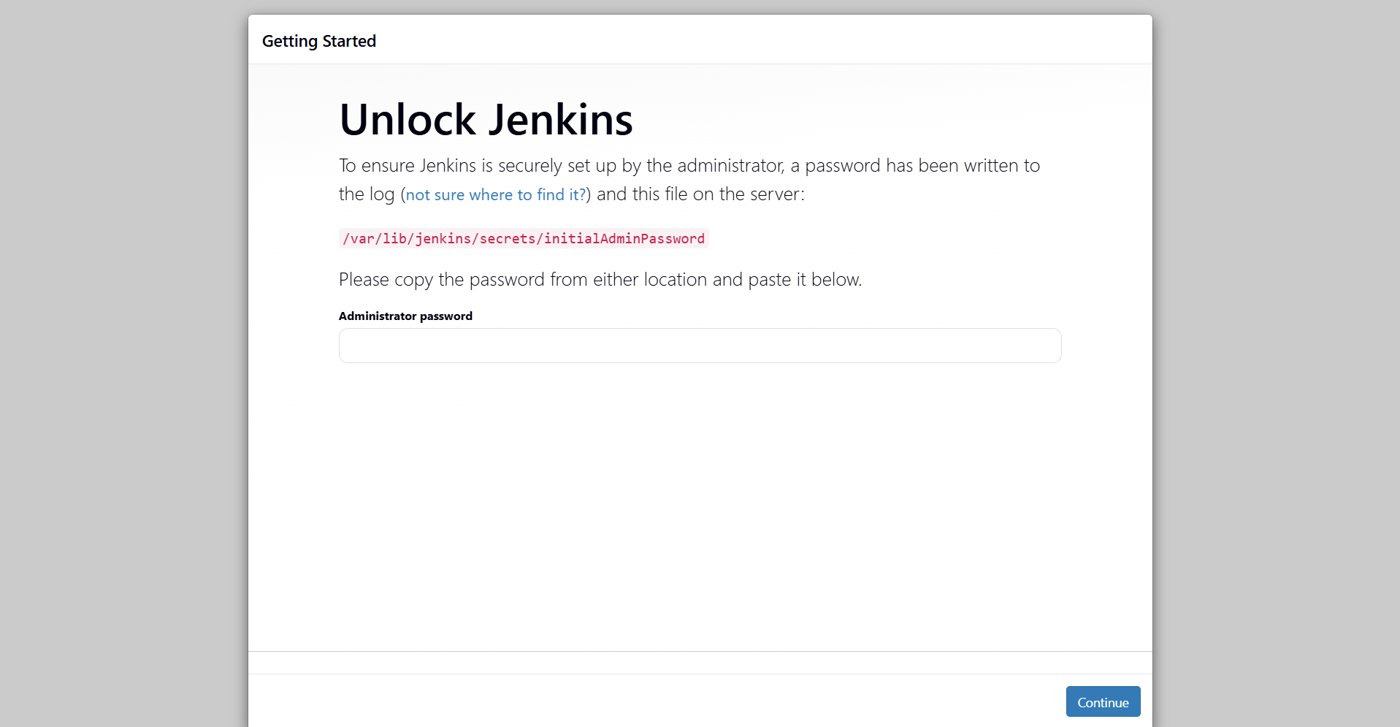 Getting Started
Unlock Jenkins
To ensure Jenkins is securely set up by the administrator, a password has been written to
the log (not sure where to find it?) and this file on the server:
/var/lib/jenkins/secrets/initialAdminPassword
Please copy the password from either location and paste it below.
Administrator password
Continue